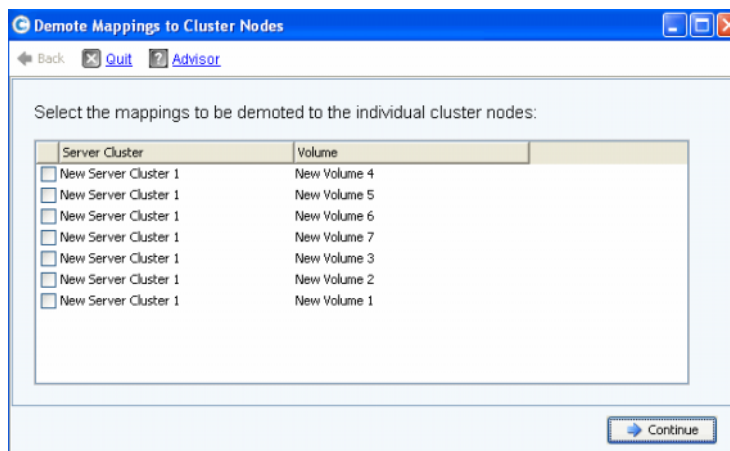 Demote Mappings to Cluster Nodes
Back Quit ? Advisor
Select the mappings to be demoted to the individual cluster nodes:
Server Cluster Volume
New Server Cluster 1 New Volume 4
New Server Cluster 1 New Volume 5
New Server Cluster 1 New Volume 6
New Server Cluster 1 New Volume 7
New Server Cluster 1 New Volume 3
New Server Cluster 1 New Volume 2
New Server Cluster 1 New Volume 1
Continue